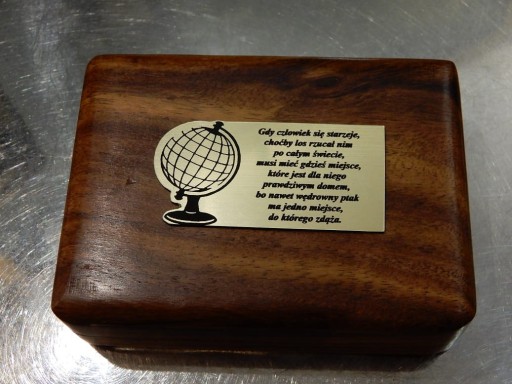 Gdy człowiek się starzeje,
choćby los rzucał nim
po całym świecie,
musi mieć gdzieś miejsce,
które jest dla niego
prawdziwym domem,
bo nawet wędrowny ptak
ma jedno miejsce,
do którego zdąża.